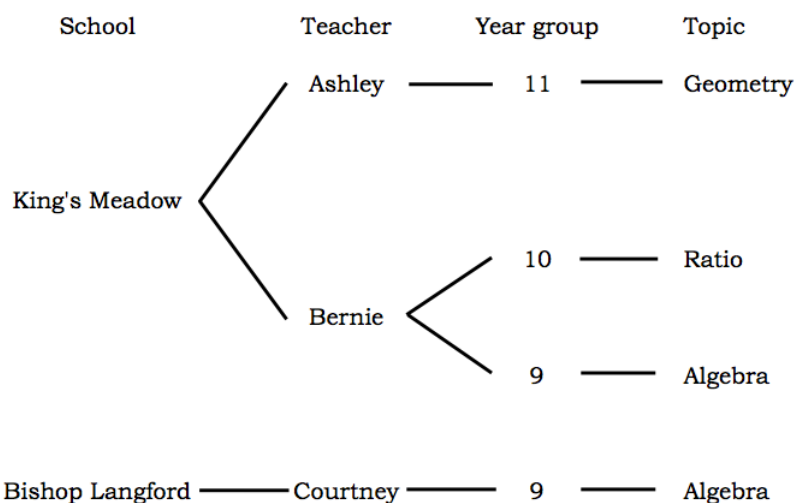 School Teacher Year group Topic
Ashley 11 Geometry
King's Meadow
10 Ratio
Bernie
9 Algebra
Bishop Langford Courtney 9 Algebra